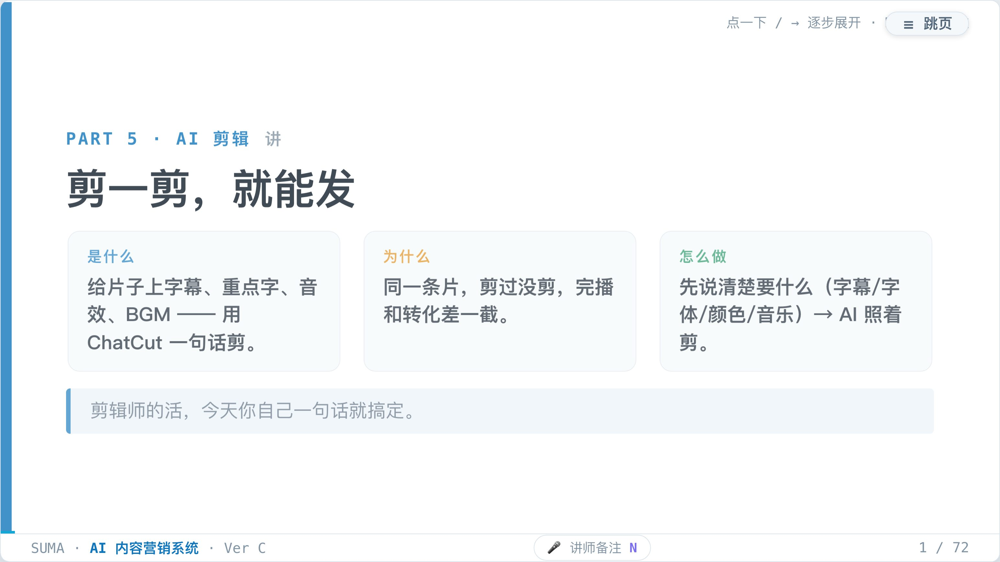 点一下 / → 逐步展开 ·
≡ 跳页
PART 5 · AI 剪辑 讲
剪一剪，就能发
是什么
给片子上字幕、重点字、音
效、BGM —— 用
ChatCut 一句话剪。
为什么
同一条片，剪过没剪，完播
和转化差一截。
怎么做
先说清楚要什么（字幕/字
体/颜色/音乐）→ AI 照着
剪。
剪辑师的活，今天你自己一句话就搞定。
SUMA · AI 内容营销系统 · Ver C
🎤 讲师备注 N
1 / 72